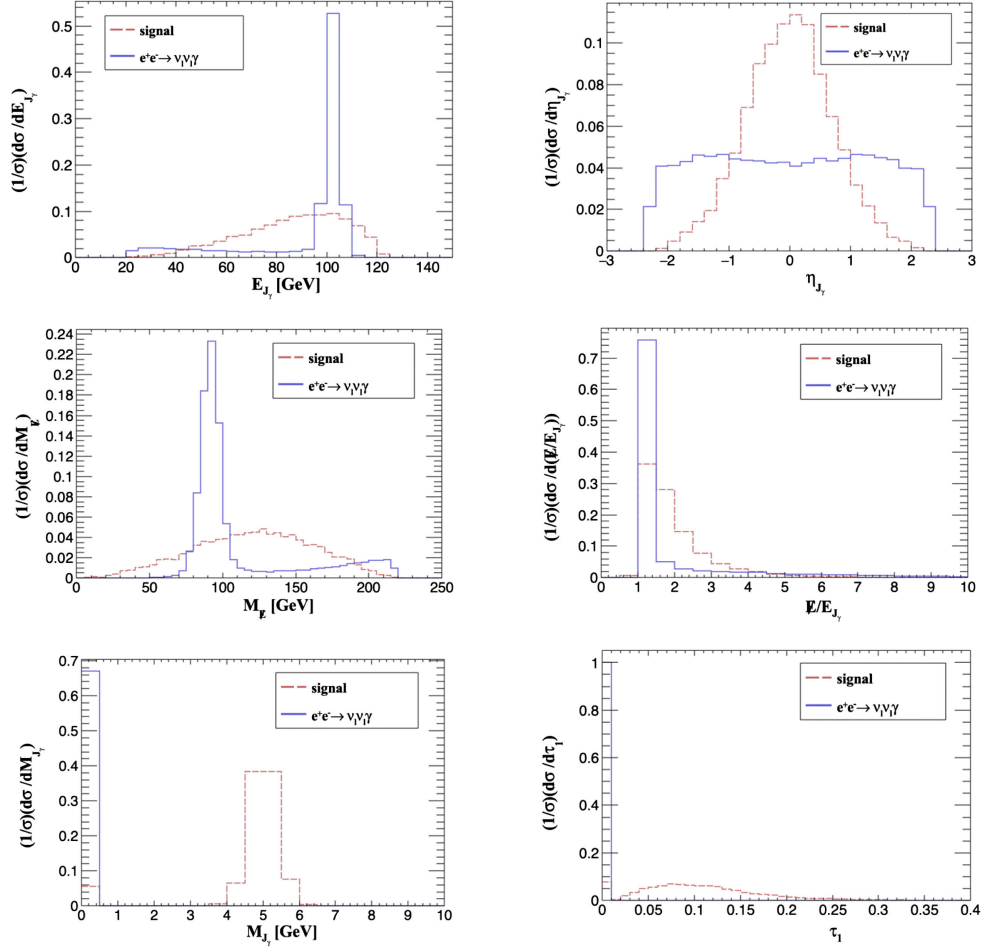 0.5
0.4
0.3
0.2
0.1
0
0 20 40 60 80 100 120 140
(1/σ)(dσ/dE_Jγ)
signal
e⁺e⁻→ νₗνₗγ
E_Jγ [GeV]
0.1
0.08
0.06
0.04
0.02
0
−3 −2 −1 0 1 2 3
(1/σ)(dσ/dη_Jγ)
signal
e⁺e⁻→ νₗνₗγ
η_Jγ
0.24
0.22
0.2
0.18
0.16
0.14
0.12
0.1
0.08
0.06
0.04
0.02
0
0 50 100 150 200 250
(1/σ)(dσ/dM_E̸)
signal
e⁺e⁻→ νₗνₗγ
M_E̸ [GeV]
0.7
0.6
0.5
0.4
0.3
0.2
0.1
0
0 1 2 3 4 5 6 7 8 9 10
(1/σ)(dσ/d(E̸/E_Jγ))
signal
e⁺e⁻→ νₗνₗγ
E̸/E_Jγ
0.7
0.6
0.5
0.4
0.3
0.2
0.1
0
0 1 2 3 4 5 6 7 8 9 10
(1/σ)(dσ/dM_Jγ)
signal
e⁺e⁻→ νₗνₗγ
M_Jγ [GeV]
1
0.8
0.6
0.4
0.2
0
0 0.05 0.1 0.15 0.2 0.25 0.3 0.35 0.4
(1/σ)(dσ/dτ₁)
signal
e⁺e⁻→ νₗνₗγ
τ₁